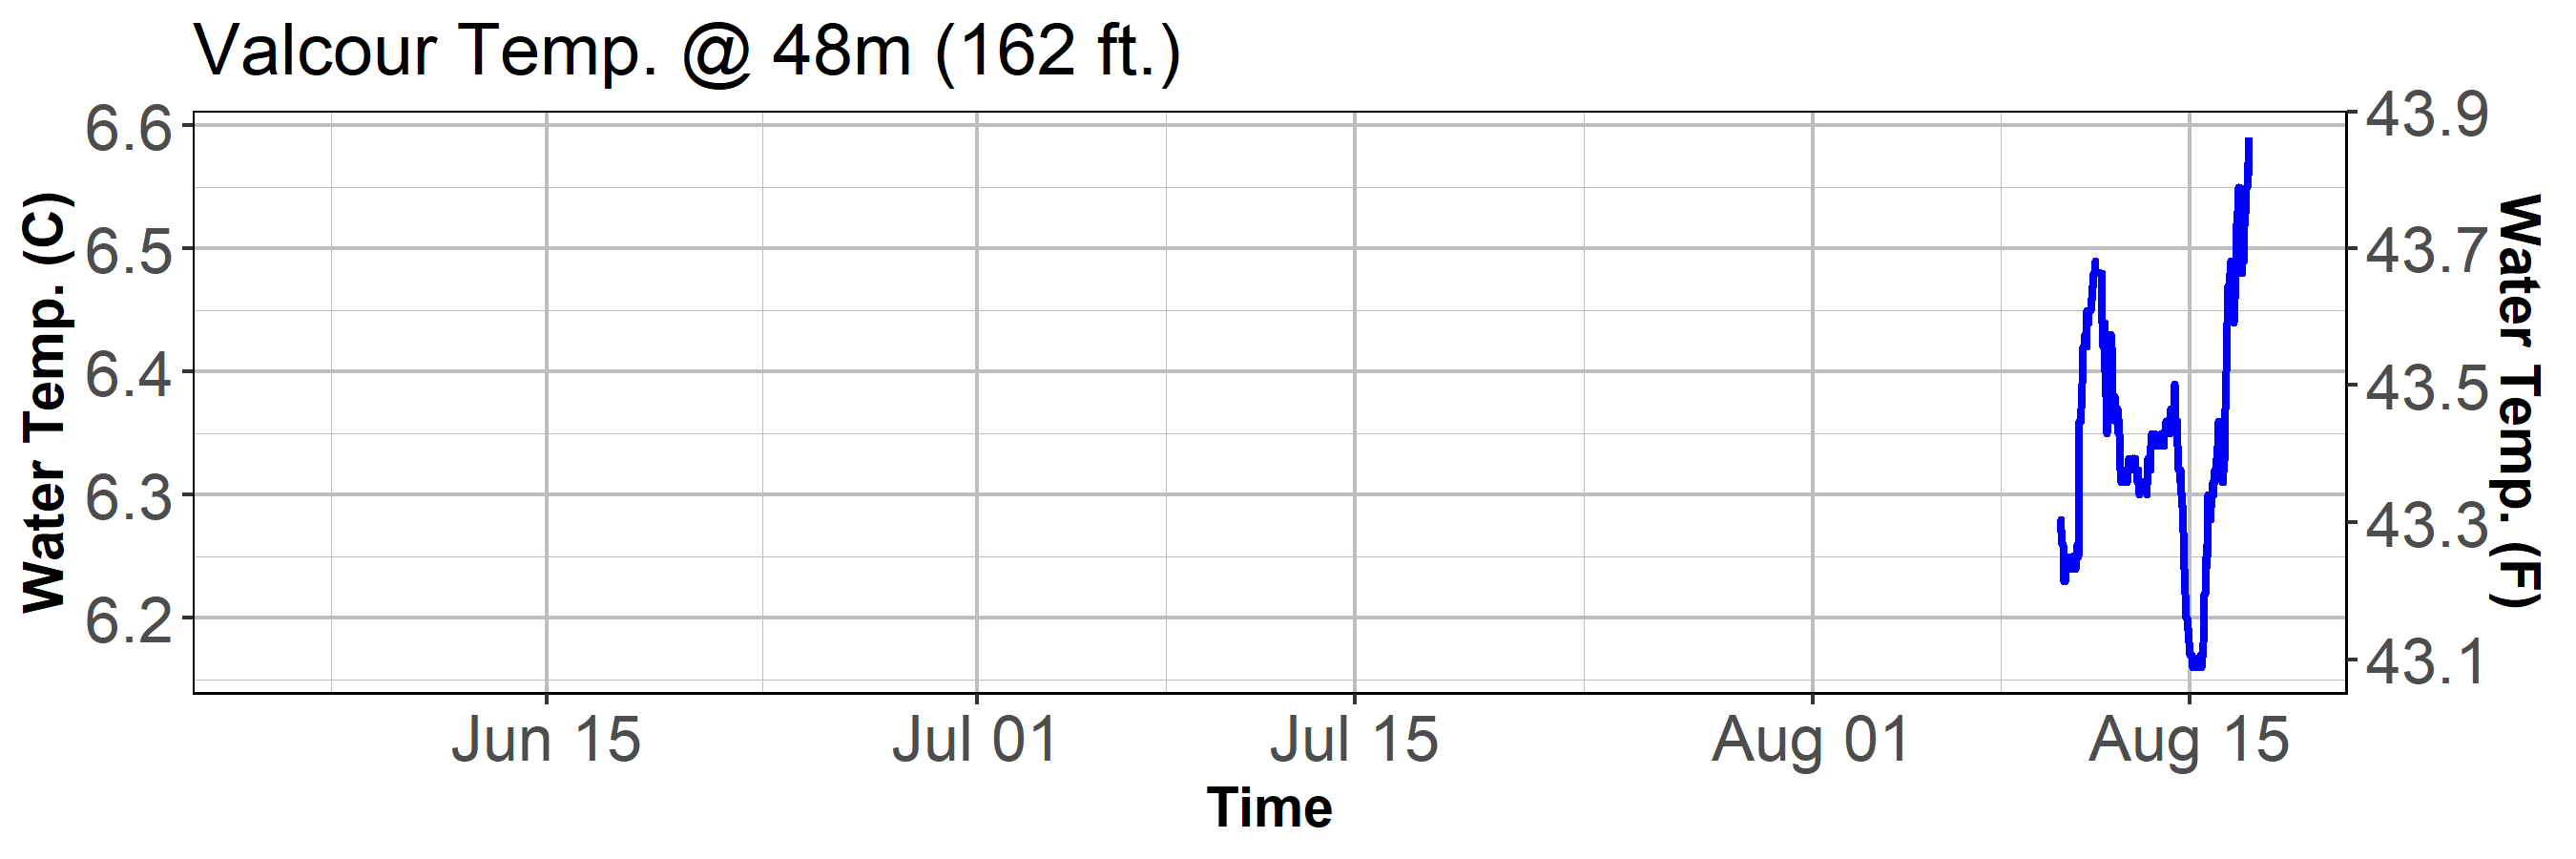 Valcour Temp. @ 48m (162 ft.)
Water Temp. (C)
6.6
6.5
6.4
6.3
6.2
43.9
43.7
43.5
43.3
43.1
Water Temp. (F)
Jun 15 Jul 01 Jul 15 Aug 01 Aug 15
Time